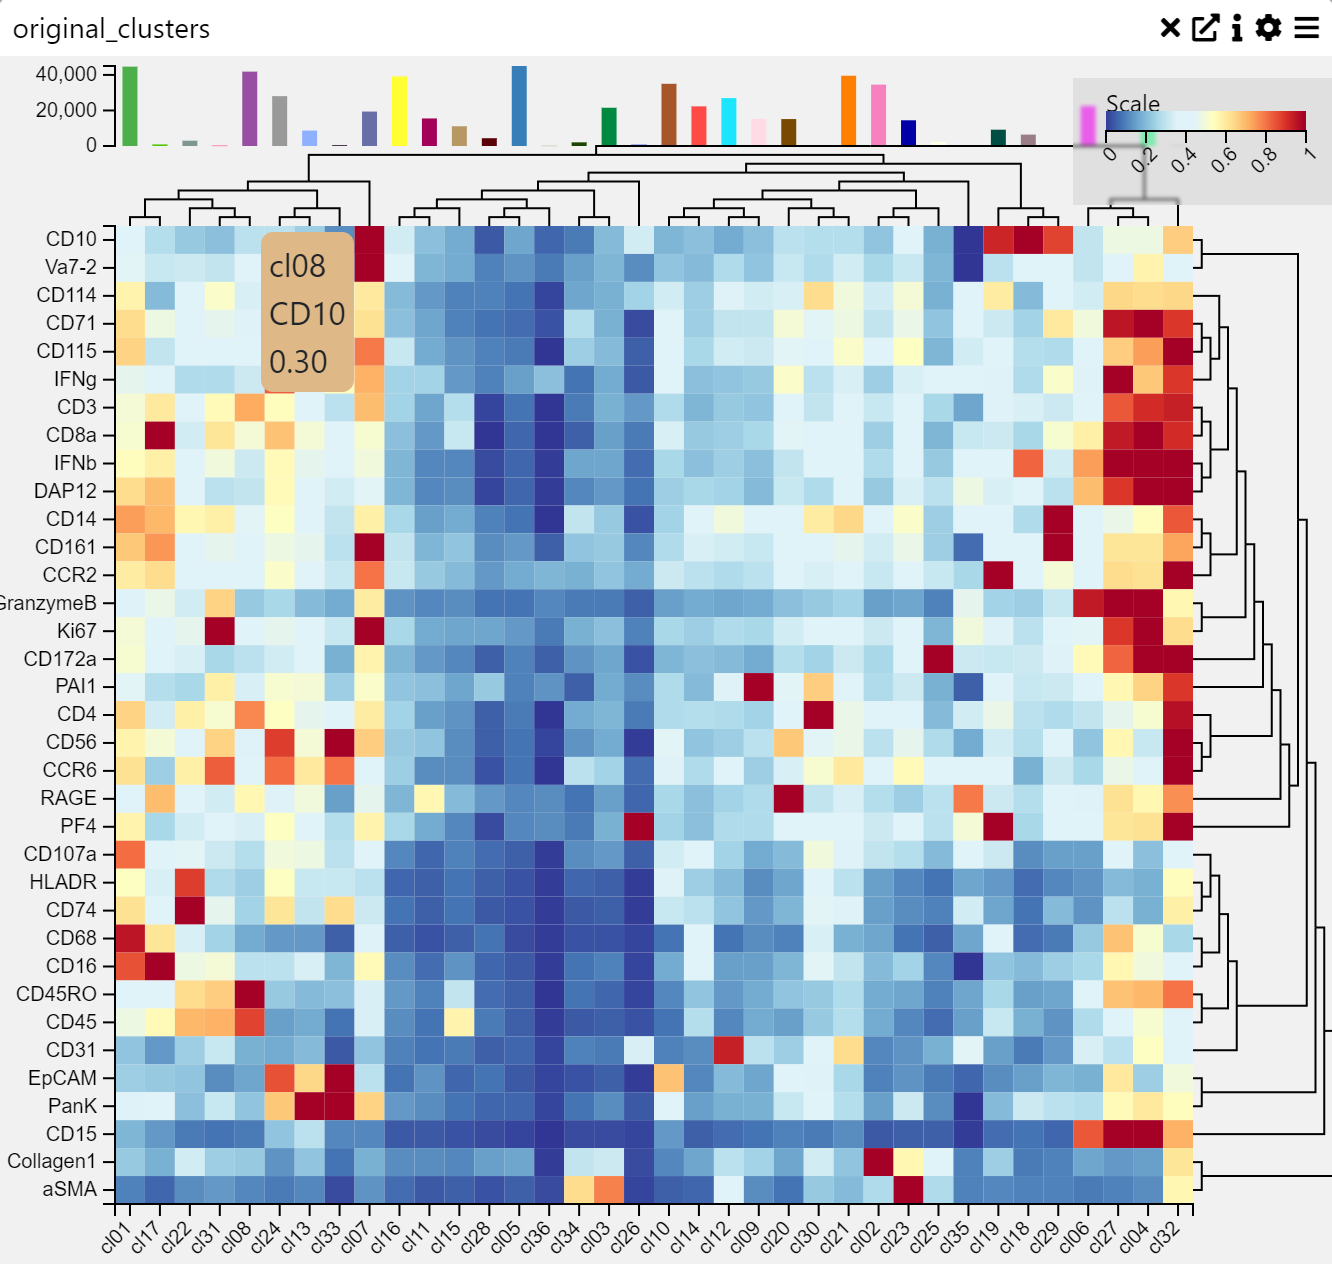 original_clusters
40,000
20,000
0
Scale
0
0.2
0.4
0.6
0.8
1
CD10
Va7-2
CD114
CD71
CD115
IFNg
CD3
CD8a
IFNb
DAP12
CD14
CD161
CCR2
GranzymeB
Ki67
CD172a
PAI1
CD4
CD56
CCR6
RAGE
PF4
CD107a
HLADR
CD74
CD68
CD16
CD45RO
CD45
CD31
EpCAM
PanK
CD15
Collagen1
aSMA
cl08
CD10
0.30
cl01
cl17
cl22
cl31
cl08
cl24
cl13
cl33
cl07
cl16
cl11
cl15
cl28
cl05
cl36
cl34
cl03
cl26
cl10
cl14
cl12
cl09
cl20
cl30
cl21
cl02
cl23
cl25
cl35
cl19
cl18
cl29
cl06
cl27
cl04
cl32